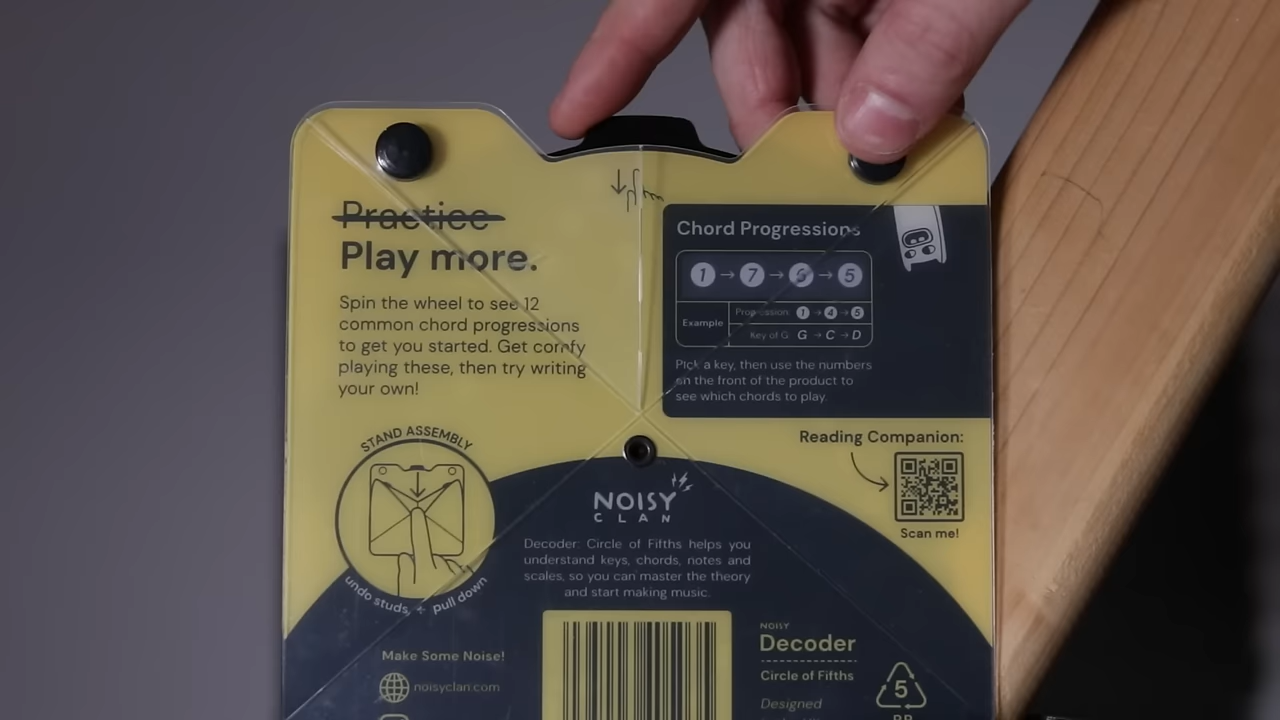 Practice
Play more.
Spin the wheel to see 12
common chord progressions
to get you started. Get comfy
playing these, then try writing
your own!
Chord Progressions
1 → 7 → 6 → 5
Example
Progression: 1 → 4 → 5
Key of G: G → C → D
Pick a key, then use the numbers
on the front of the product to
see which chords to play.
STAND ASSEMBLY
undo studs, + pull down
Reading Companion:
Scan me!
NOISY
CLAN
Decoder: Circle of Fifths helps you
understand keys, chords, notes and
scales, so you can master the theory
and start making music.
Make Some Noise!
noisyclan.com
NOISY
Decoder
Circle of Fifths
Designed
5
PP